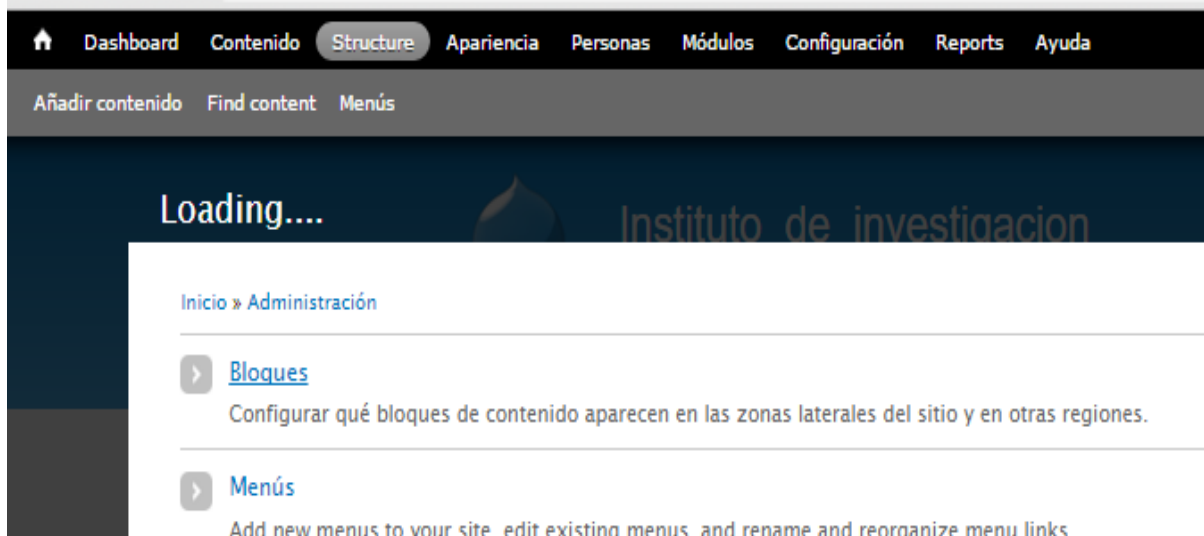 Dashboard Contenido Structure Apariencia Personas Módulos Configuración Reports Ayuda
Añadir contenido Find content Menús
Loading....
Instituto de investigacion
Inicio » Administración
Bloques
Configurar qué bloques de contenido aparecen en las zonas laterales del sitio y en otras regiones.
Menús
Add new menus to your site, edit existing menus, and rename and reorganize menu links.